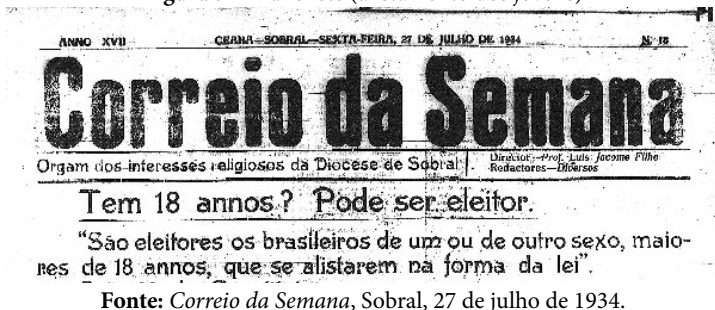 ANNO XVII
CEARÁ—SOBRAL—SEXTA-FEIRA, 27 DE JULHO DE 1934
N. 18
Correio da Semana
Orgam dos interesses religiosos da Diocese de Sobral
Director—Prof. Luis Jacome Filho
Redactores—Diversos
Tem 18 annos? Pode ser eleitor.
"São eleitores os brasileiros de um ou de outro sexo, maio-
res de 18 annos, que se alistarem na forma da lei".
Fonte: Correio da Semana, Sobral, 27 de julho de 1934.